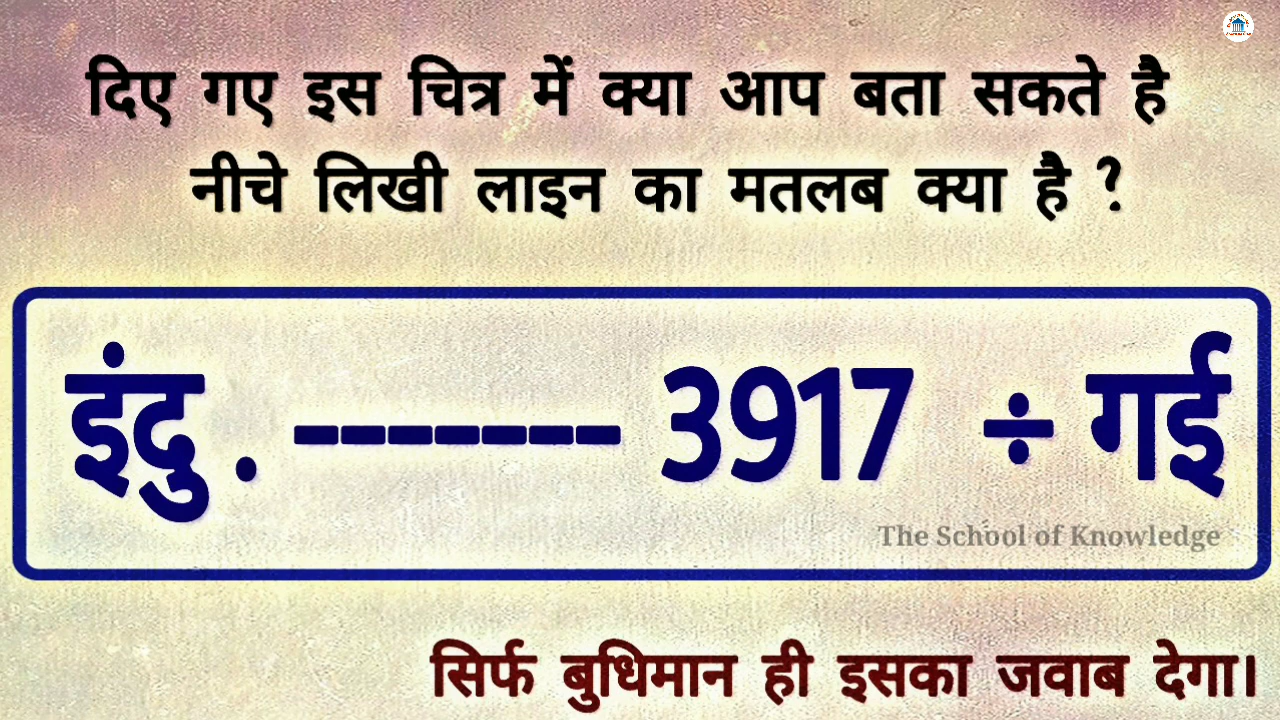 दिए गए इस चित्र में क्या आप बता सकते है
नीचे लिखी लाइन का मतलब क्या है ?
इंदु . ------- 3917 ÷ गई
The School of Knowledge
सिर्फ बुधिमान ही इसका जवाब देगा।